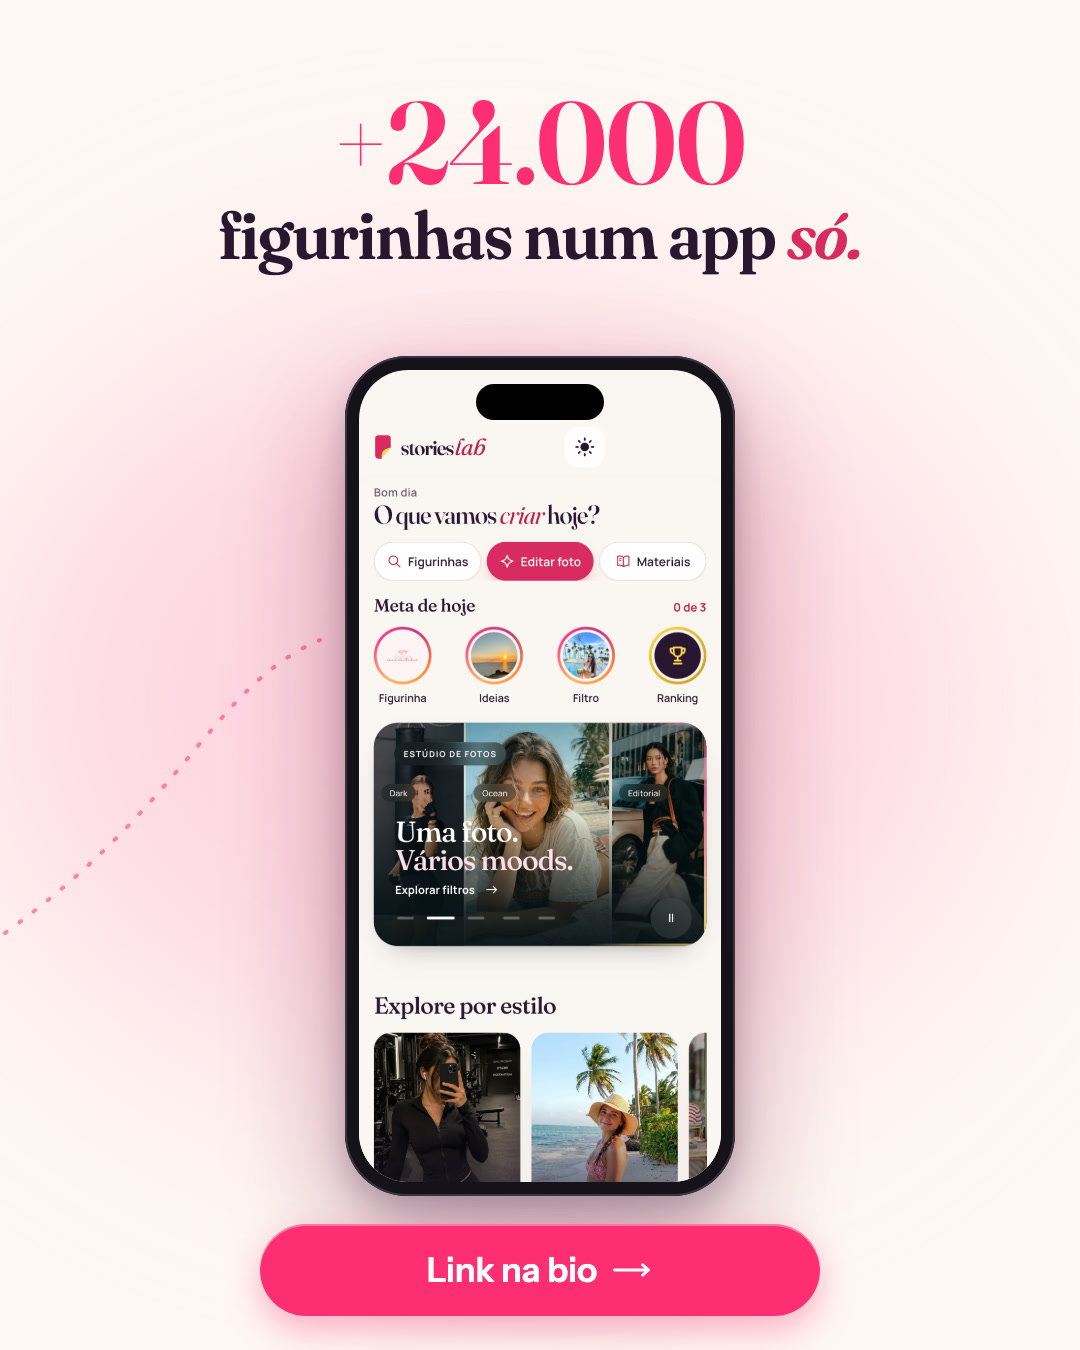 +24.000
figurinhas num app só.
storieslab
Bom dia
O que vamos criar hoje?
Figurinhas
Editar foto
Materiais
Meta de hoje
0 de 3
Figurinha
Ideias
Filtro
Ranking
ESTÚDIO DE FOTOS
Dark
Ocean
Editorial
Uma foto.
Vários moods.
Explorar filtros →
Explore por estilo
Link na bio →